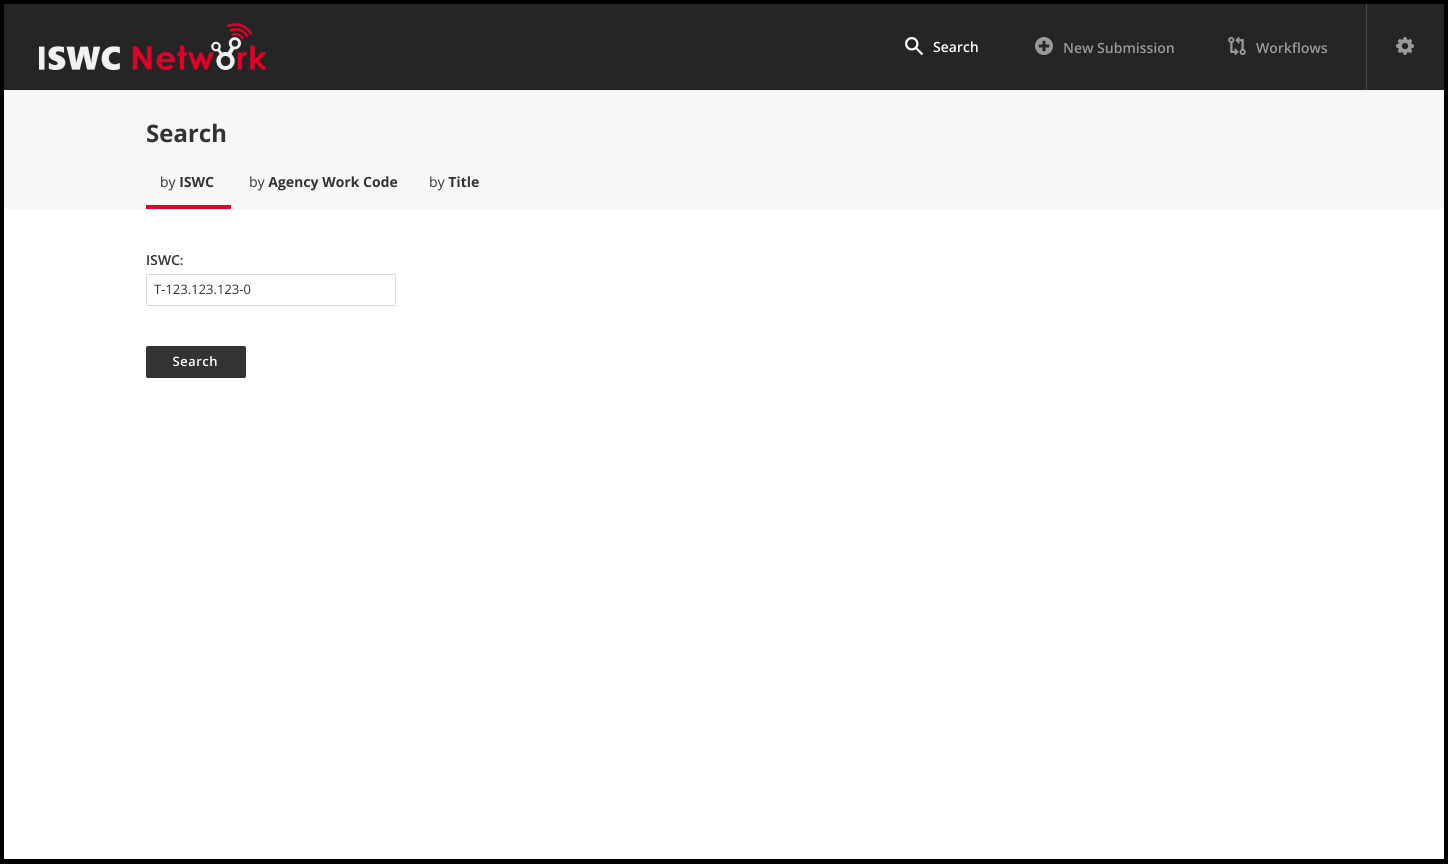 ISWC Network
Search
New Submission
Workflows
Search
by ISWC
by Agency Work Code
by Title
ISWC:
T-123.123.123-0
Search